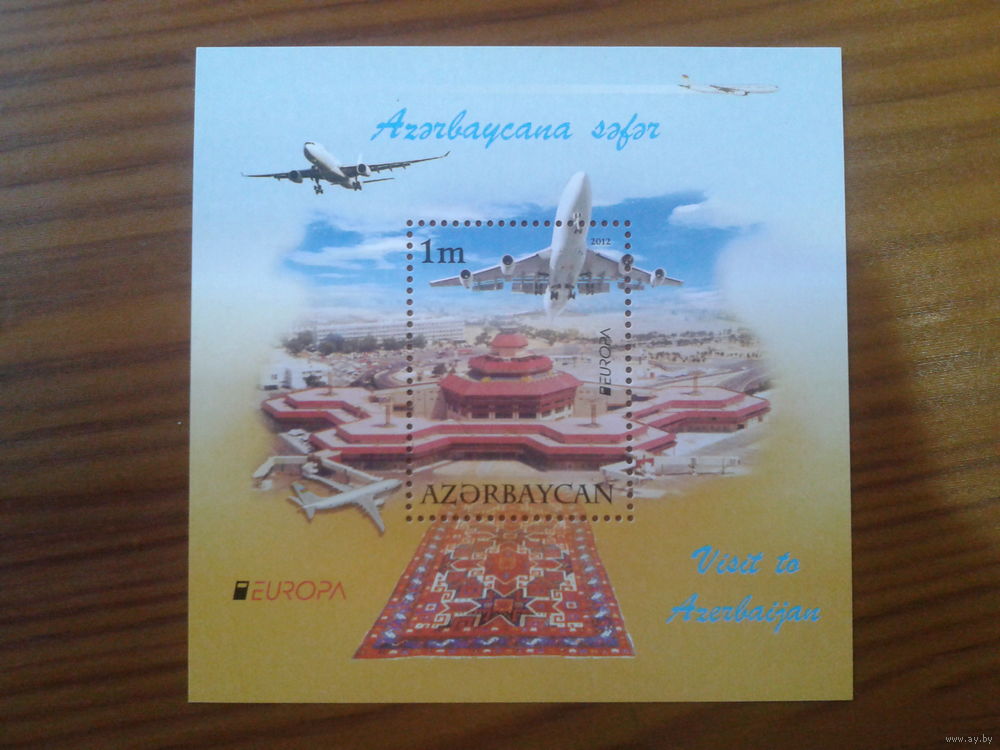 Azərbaycana səfər
1m
2012
EUROPA
AZƏRBAYCAN
EUROPA
Visit to
Azerbaijan
www.ay.by